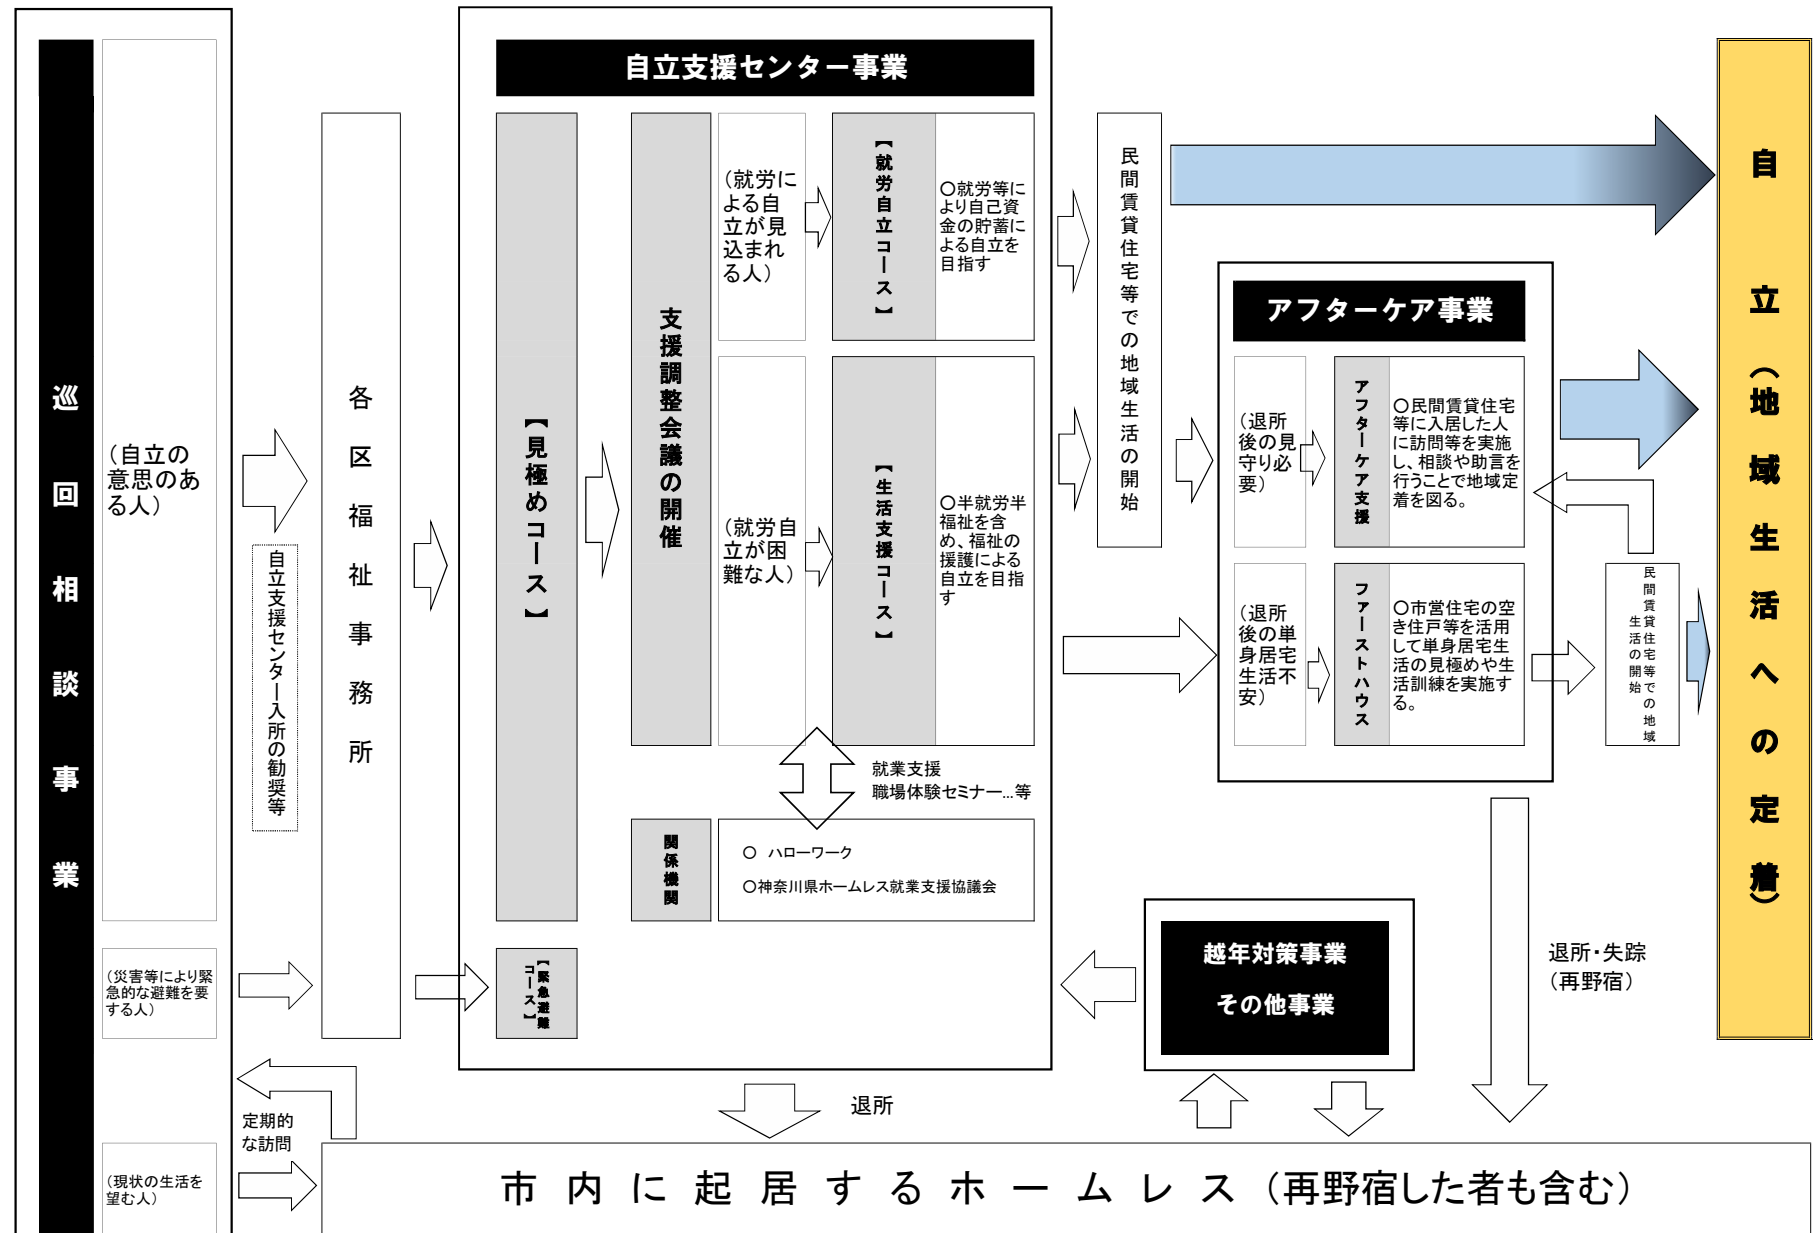 巡回相談事業
（自立の
意思のあ
る人）
（災害等により緊
急的な避難を要
する人）
（現状の生活を
望む人）
自立支援センター入所の勧奨等
定期的
な訪問
各区福祉事務所
自立支援センター事業
【見極めコース】
【緊急避難
コース】
支援調整会議の開催
（就労に
よる自
立が見
込まれ
る人）
【就労自立コース】
○就労等に
より自己資
金の貯蓄に
よる自立を
目指す
（就労自
立が困
難な人）
【生活支援コース】
○半就労半
福祉を含
め、福祉の
援護による
自立を目指
す
就業支援
職場体験セミナー…等
関係機関
○ ハローワーク
○神奈川県ホームレス就業支援協議会
退所
民間賃貸住宅等での地域生活の開始
アフターケア事業
（退所
後の見
守り必
要）
アフターケア支援
○民間賃貸住宅
等に入居した人
に訪問等を実施
し、相談や助言を
行うことで地域定
着を図る。
（退所
後の単
身居宅
生活不
安）
ファーストハウス
○市営住宅の空
き住戸等を活用
して単身居宅生
活の見極めや生
活訓練を実施す
る。
民間賃貸住宅等での地域
生活の開始
越年対策事業
その他事業
退所・失踪
（再野宿）
自立（地域生活への定着）
市内に起居するホームレス（再野宿した者も含む）